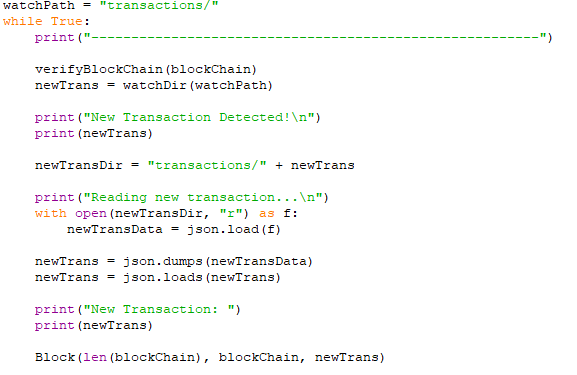 watchPath = "transactions/"
while True:
    print("--------------------------------------------------------")

    verifyBlockChain(blockChain)
    newTrans = watchDir(watchPath)

    print("New Transaction Detected!\n")
    print(newTrans)

    newTransDir = "transactions/" + newTrans

    print("Reading new transaction...\n")
    with open(newTransDir, "r") as f:
        newTransData = json.load(f)

    newTrans = json.dumps(newTransData)
    newTrans = json.loads(newTrans)

    print("New Transaction: ")
    print(newTrans)

    Block(len(blockChain), blockChain, newTrans)